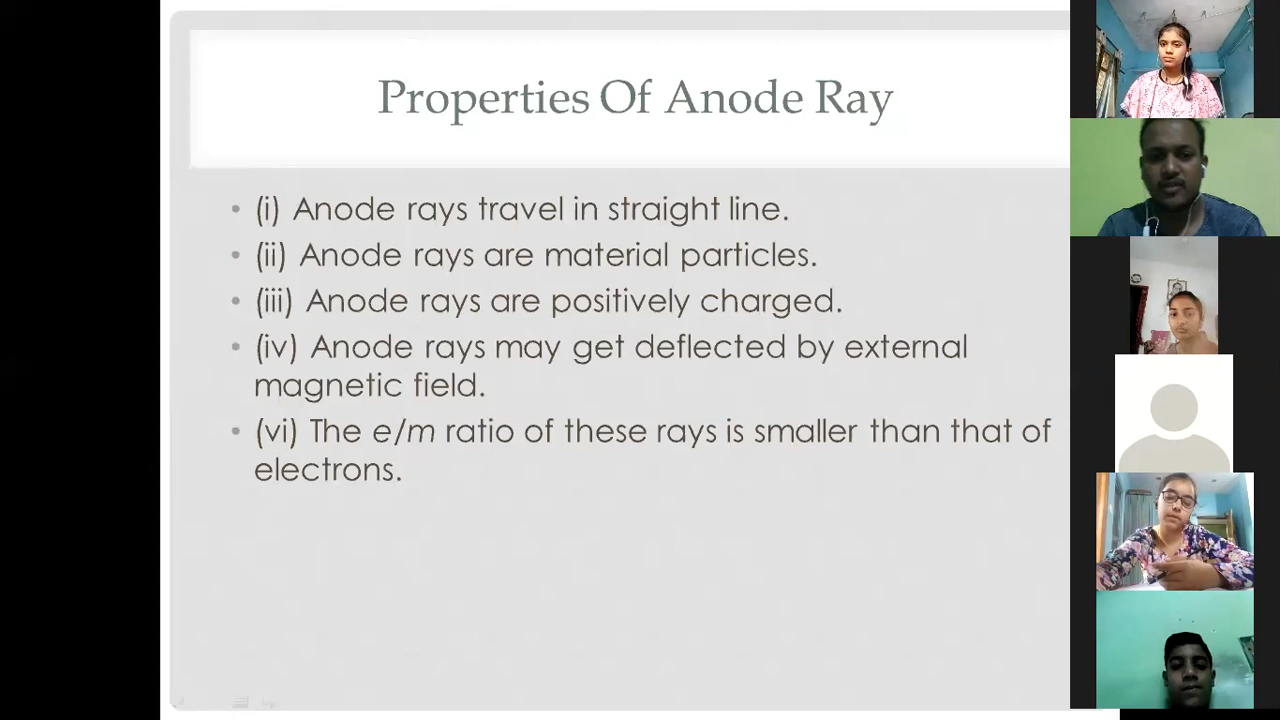 Properties Of Anode Ray
• (i) Anode rays travel in straight line.
• (ii) Anode rays are material particles.
• (iii) Anode rays are positively charged.
• (iv) Anode rays may get deflected by external
magnetic field.
• (vi) The e/m ratio of these rays is smaller than that of
electrons.